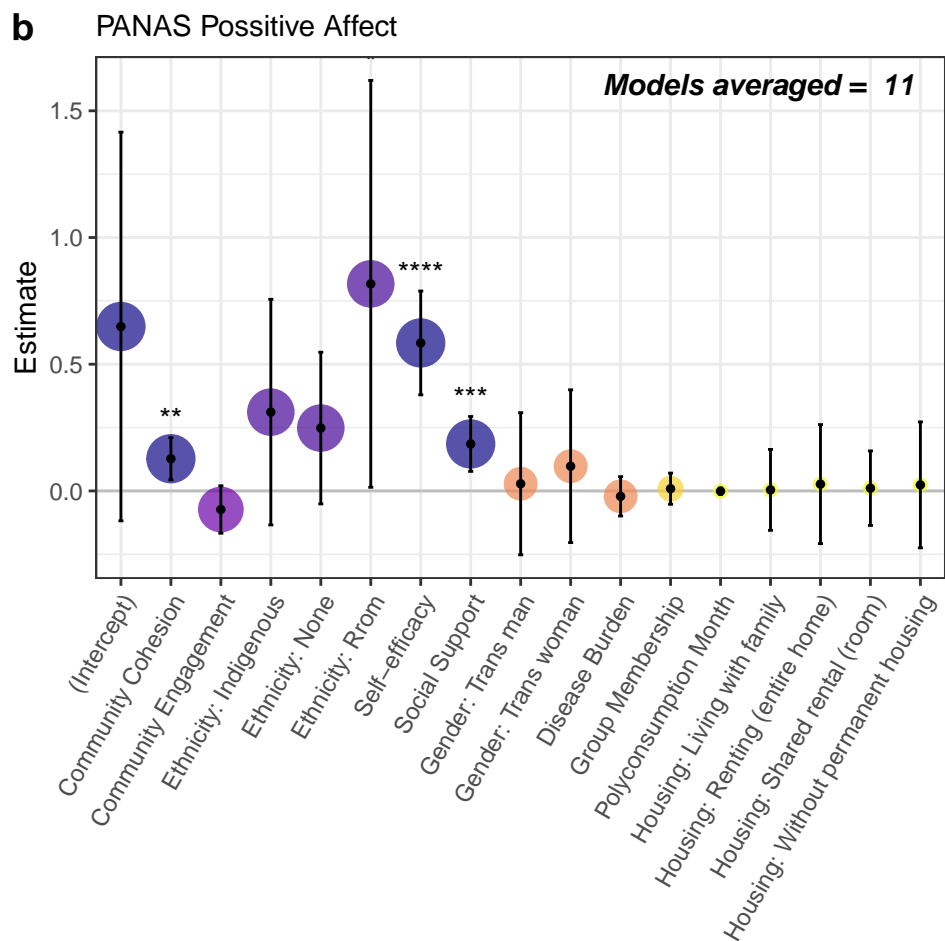 b PANAS Possitive Affect
Models averaged = 11
1.5
1.0
0.5
0.0
Estimate
**
****
***
(Intercept)
Community Cohesion
Community Engagement
Ethnicity: Indigenous
Ethnicity: None
Ethnicity: Rrom
Self−efficacy
Social Support
Gender: Trans man
Gender: Trans woman
Disease Burden
Group Membership
Polyconsumption Month
Housing: Living with family
Housing: Renting (entire home)
Housing: Shared rental (room)
Housing: Without permanent housing